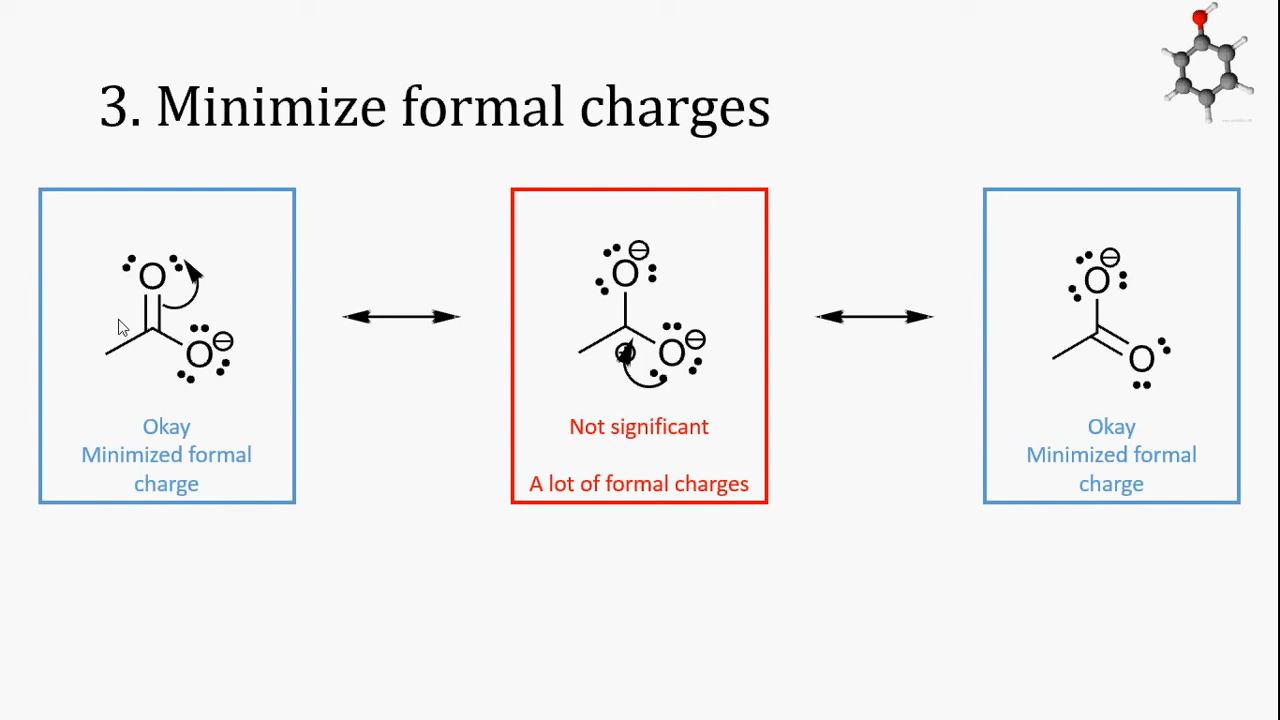 3. Minimize formal charges
O
O
O
O
O
O
Okay
Minimized formal
charge
Not significant
A lot of formal charges
Okay
Minimized formal
charge